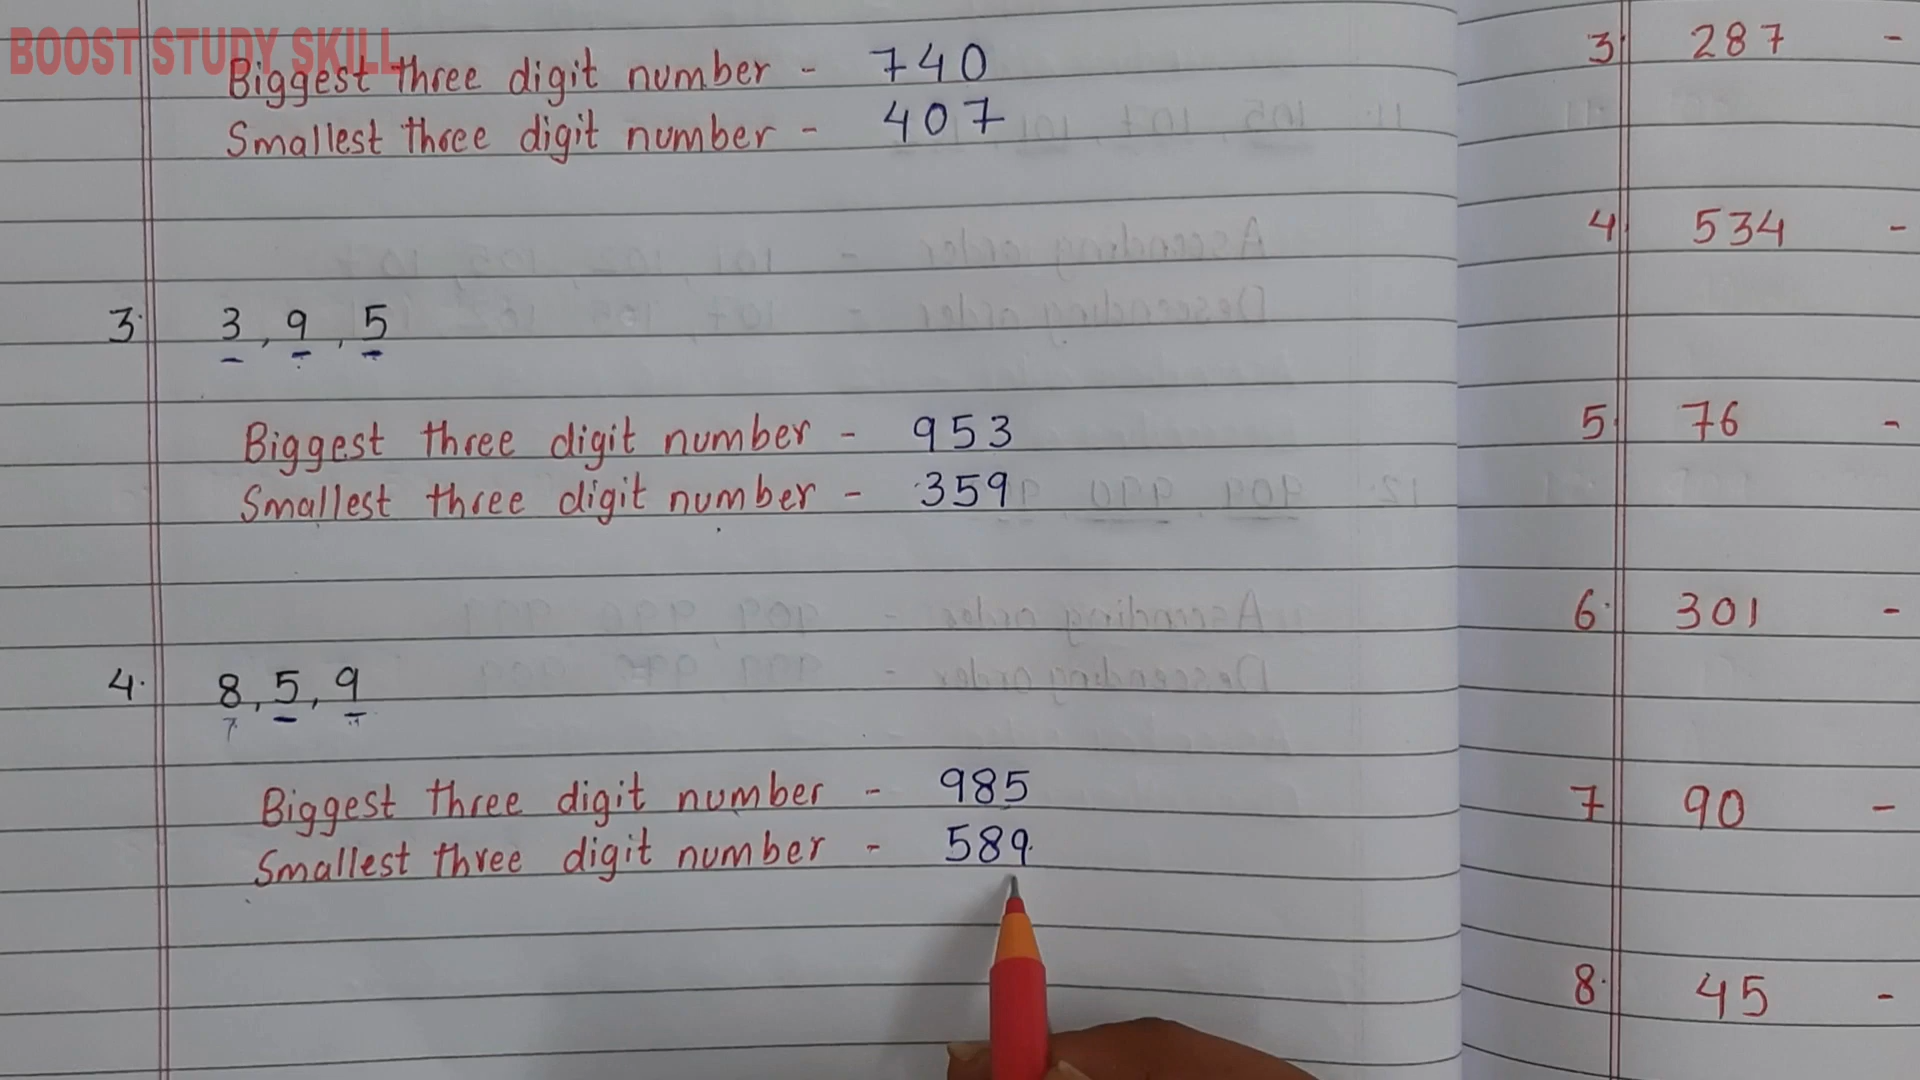 BOOST STUDY SKILL
Biggest three digit number - 740
Smallest three digit number - 407
3. 3, 9, 5
Biggest three digit number - 953
Smallest three digit number - 359
4. 8, 5, 9
Biggest three digit number - 985
Smallest three digit number - 589
3 287 -
4 534 -
5 76 -
6. 301 -
7 90 -
8. 45 -